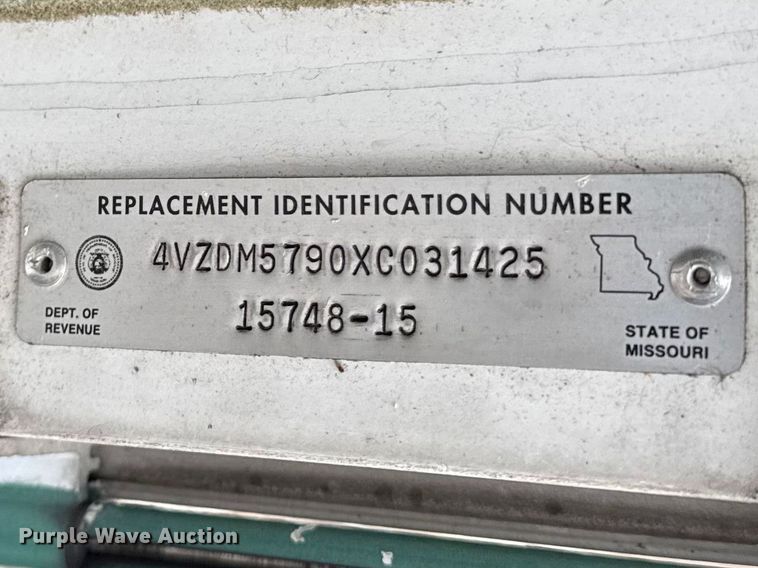 REPLACEMENT IDENTIFICATION NUMBER
4VZDM5790XC031425
15748-15
DEPT. OF
REVENUE
STATE OF
MISSOURI
Purple Wave Auction